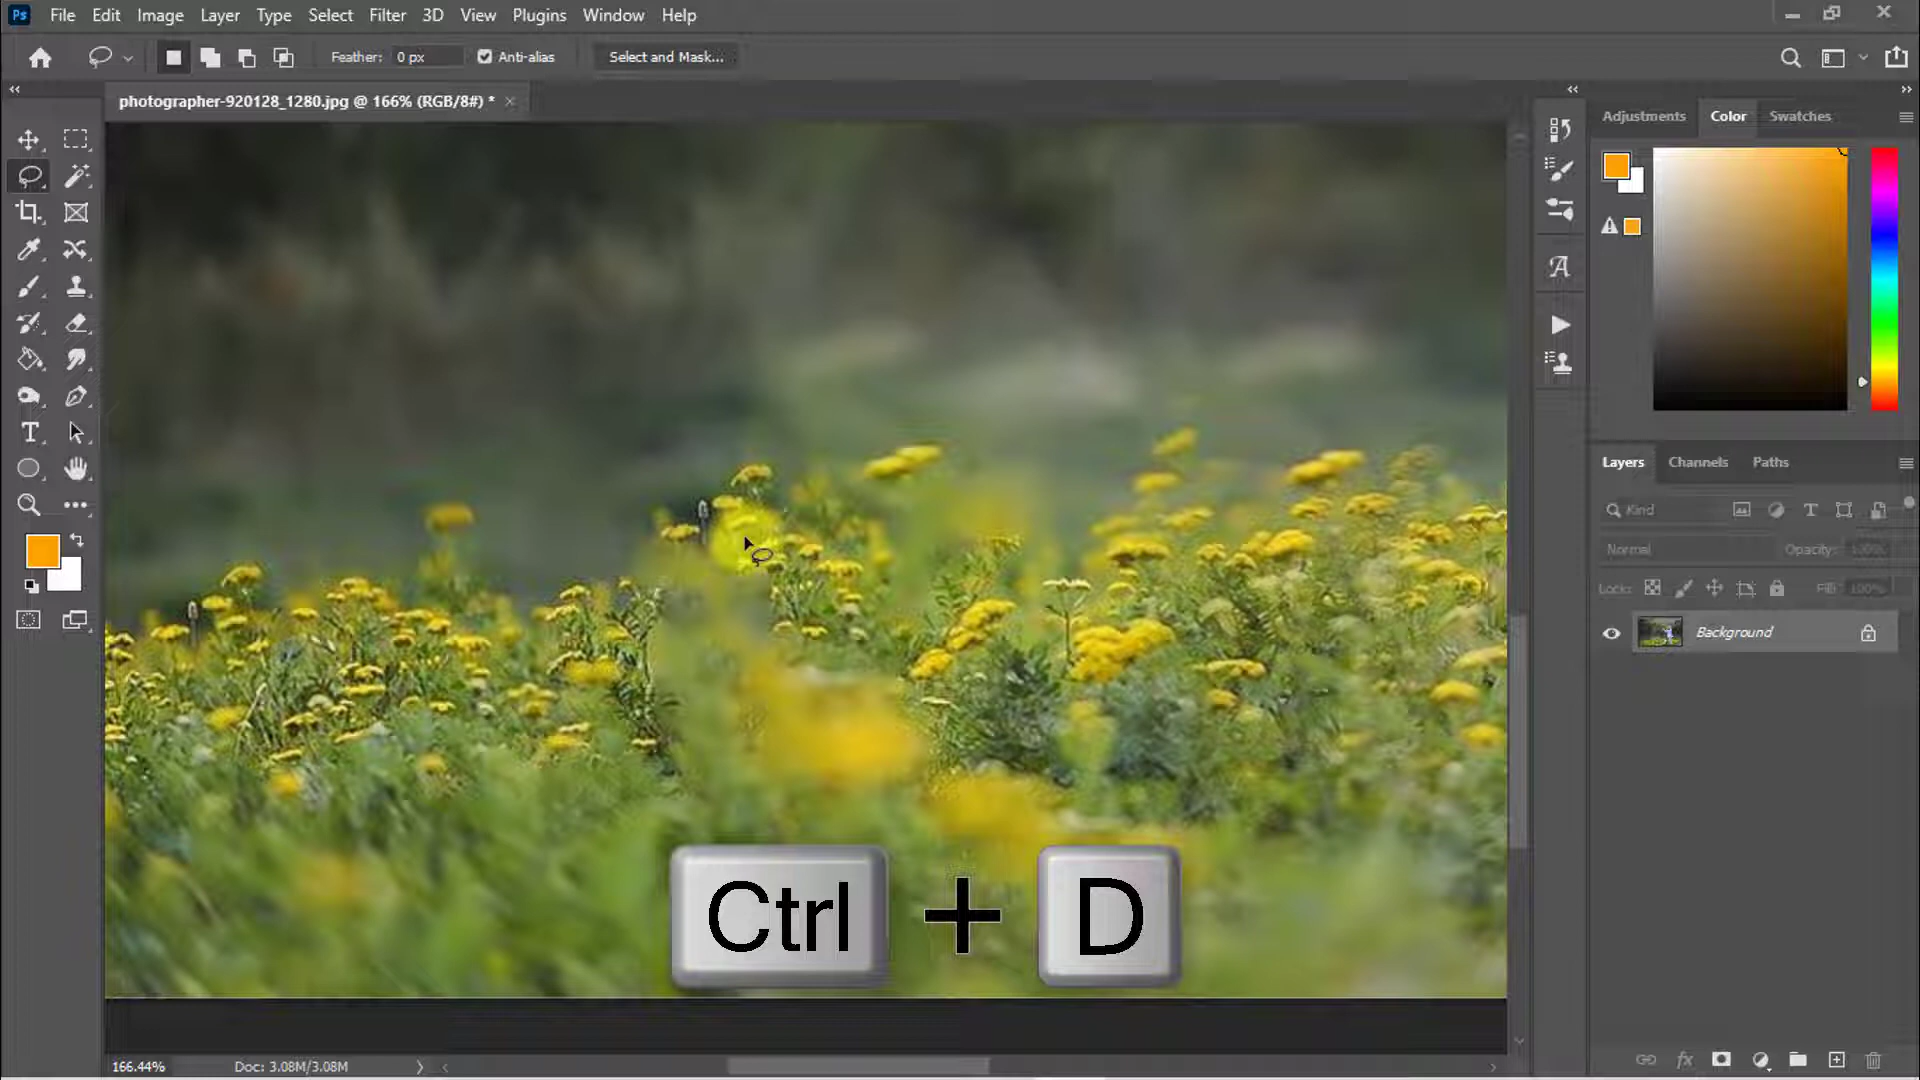 Ps File Edit Image Layer Type Select Filter 3D View Plugins Window Help
Feather: 0 px Anti-alias Select and Mask...
photographer-920128_1280.jpg @ 166% (RGB/8#) * ×
Adjustments Color Swatches
Layers Channels Paths
Kind
Normal Opacity: 100%
Lock: Fill: 100%
Background
Ctrl + D
166.44% Doc: 3.08M/3.08M